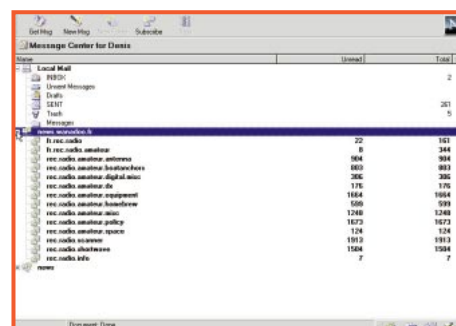 Get Msg New Msg Subscribe
Message Center for Denis
Name Unread Total
Local Mail
INBOX 2
Unsent Messages
Drafts
SENT 261
Trash 5
Messages
news.wanadoo.fr
fr.rec.radio 22 161
fr.rec.radio.amateur 8 344
rec.radio.amateur.antenna 904 904
rec.radio.amateur.boatanchors 803 803
rec.radio.amateur.digital.misc 306 306
rec.radio.amateur.dx 176 176
rec.radio.amateur.equipment 1664 1664
rec.radio.amateur.homebrew 599 599
rec.radio.amateur.misc 1248 1248
rec.radio.amateur.policy 1673 1673
rec.radio.amateur.space 124 124
rec.radio.scanner 1913 1913
rec.radio.shortwave 1504 1504
rec.radio.info 7 7
news
Document: Done